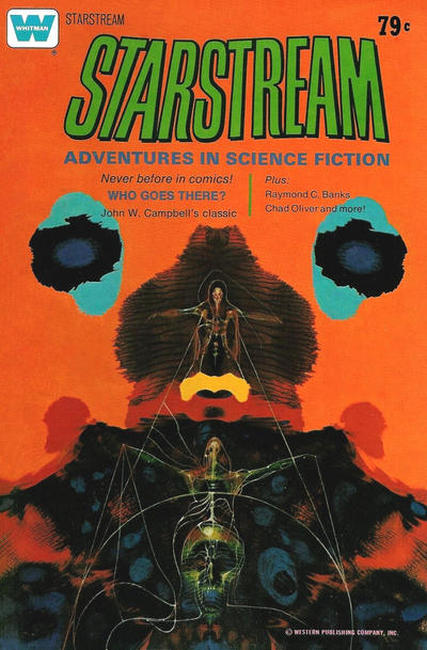 WHITMAN
W
®
STARSTREAM
79c
STARSTREAM
ADVENTURES IN SCIENCE FICTION
Never before in comics!
WHO GOES THERE?
John W. Campbell's classic
Plus:
Raymond C. Banks
Chad Oliver and more!
© WESTERN PUBLISHING COMPANY, INC.